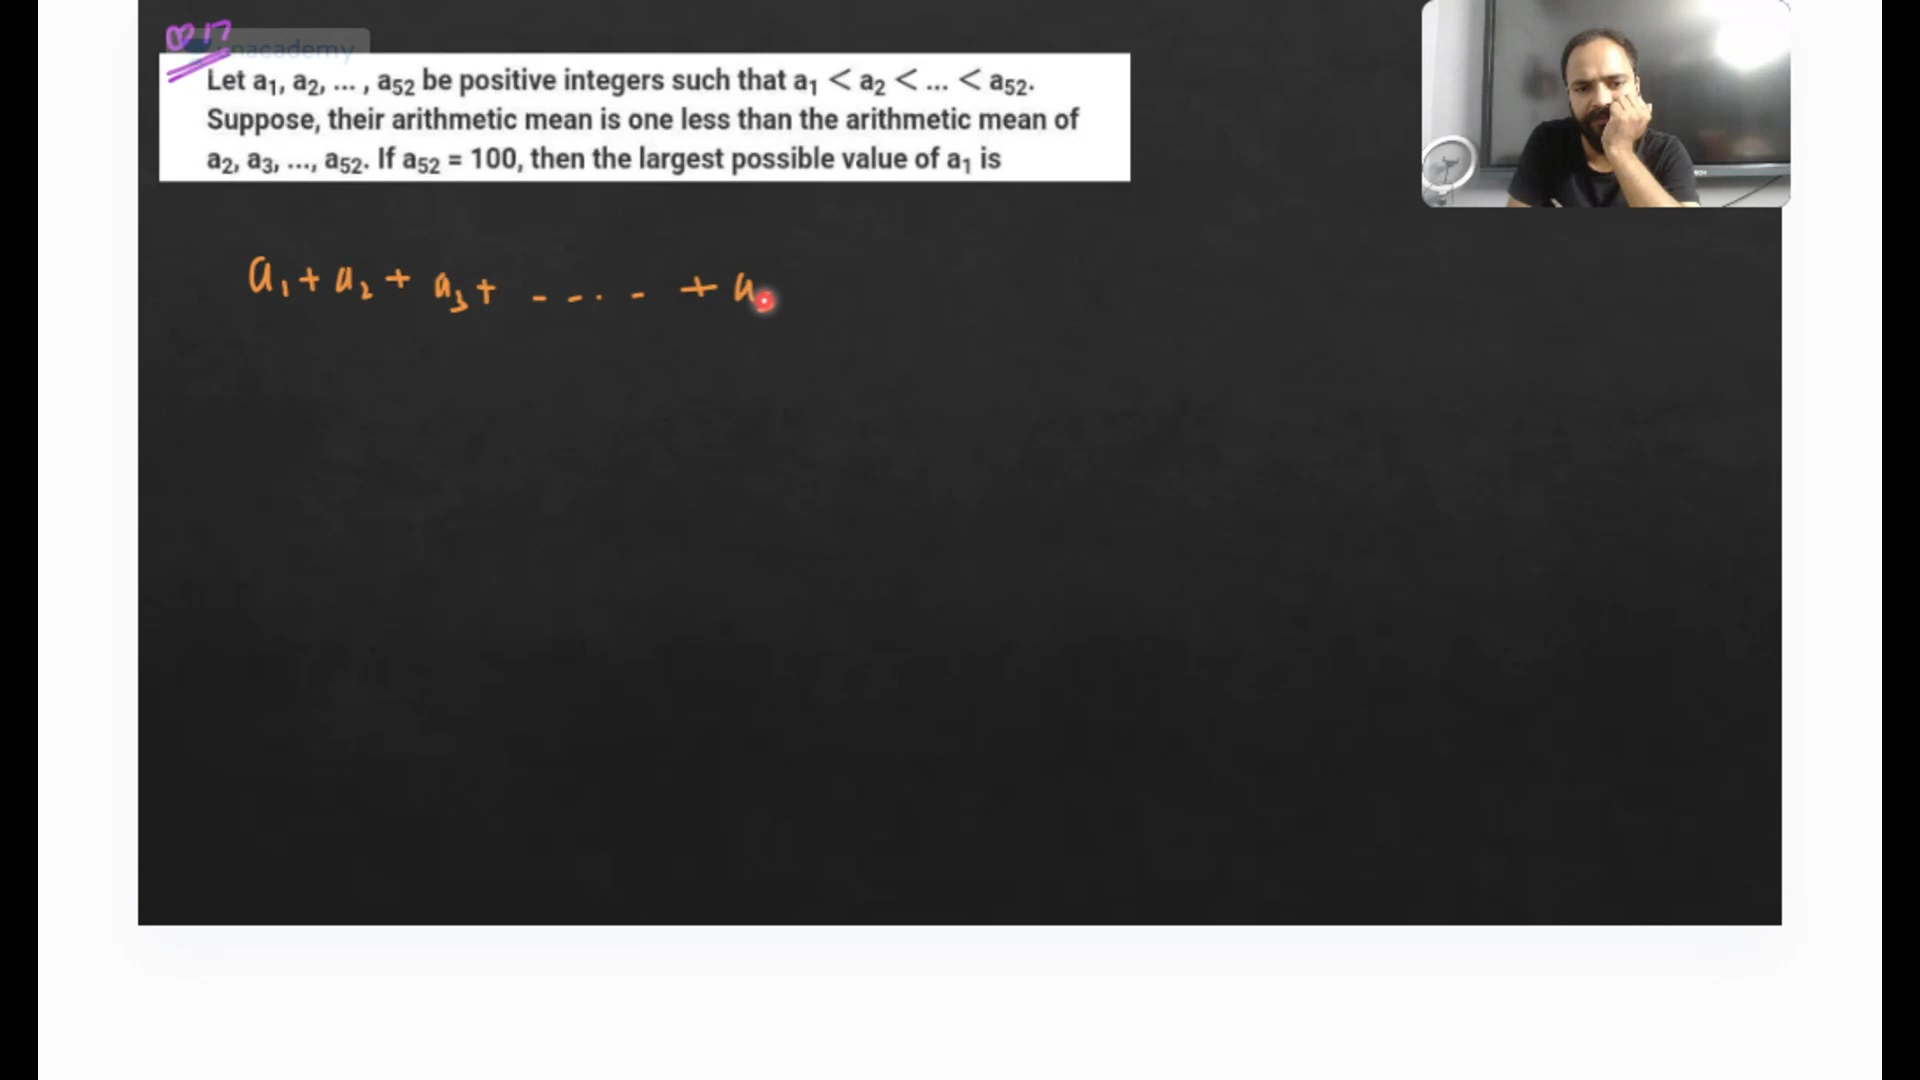 Q 17
unacademy
Let a₁, a₂, ... , a₅₂ be positive integers such that a₁ < a₂ < ... < a₅₂.
Suppose, their arithmetic mean is one less than the arithmetic mean of
a₂, a₃, ..., a₅₂. If a₅₂ = 100, then the largest possible value of a₁ is
a₁ + a₂ + a₃ + - - . . - + a